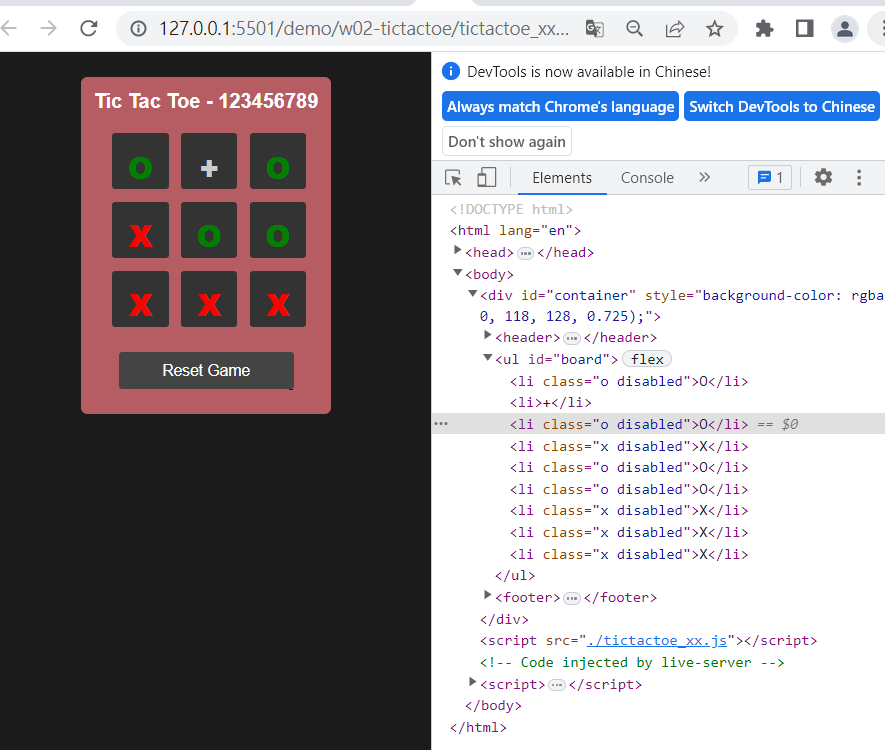 127.0.0.1:5501/demo/w02-tictactoe/tictactoe_xx...
DevTools is now available in Chinese!
Always match Chrome's language
Switch DevTools to Chinese
Don't show again
Elements
Console
»
1
Tic Tac Toe - 123456789
O + O
X O O
X X X
Reset Game
<!DOCTYPE html>
<html lang="en">
<head> ... </head>
<body>
<div id="container" style="background-color: rgba
0, 118, 128, 0.725);">
<header> ... </header>
<ul id="board"> flex
<li class="o disabled">O</li>
<li>+</li>
... <li class="o disabled">O</li> == $0
<li class="x disabled">X</li>
<li class="o disabled">O</li>
<li class="o disabled">O</li>
<li class="x disabled">X</li>
<li class="x disabled">X</li>
<li class="x disabled">X</li>
</ul>
<footer> ... </footer>
</div>
<script src="./tictactoe_xx.js"></script>
<!-- Code injected by live-server -->
<script> ... </script>
</body>
</html>